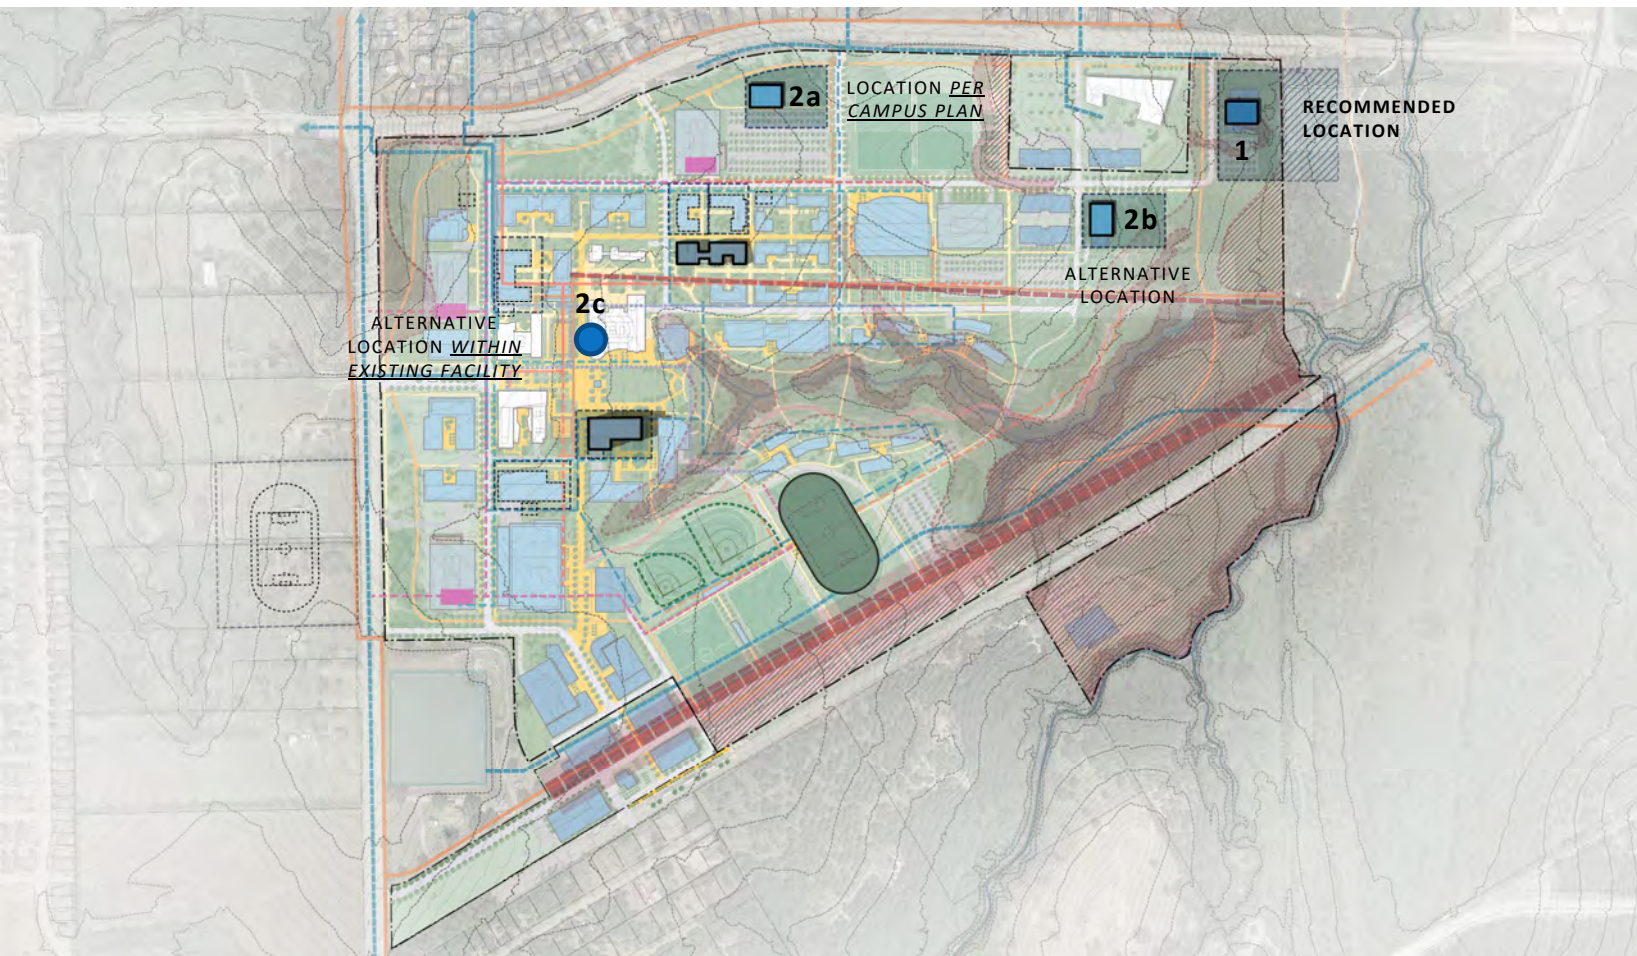 2a
LOCATION PER
CAMPUS PLAN
RECOMMENDED
LOCATION
1
2b
ALTERNATIVE
LOCATION
2c
ALTERNATIVE
LOCATION WITHIN
EXISTING FACILITY